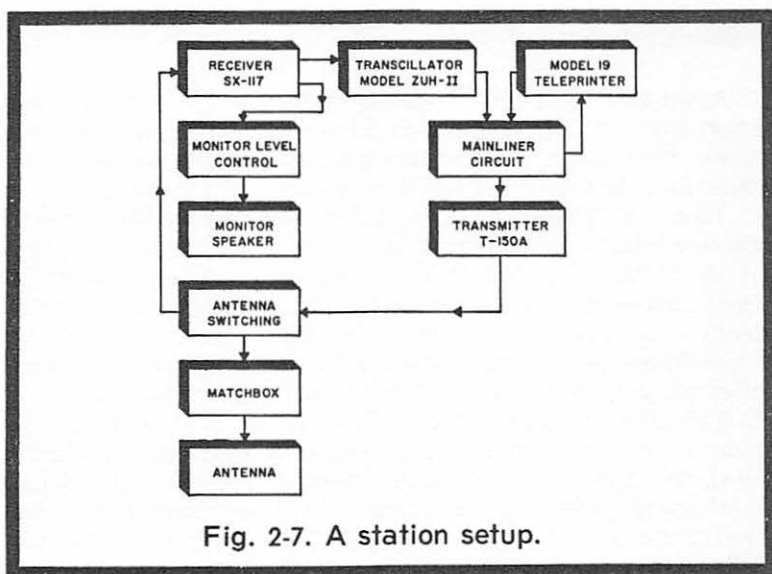 RECEIVER
SX-117
TRANSCILLATOR
MODEL ZUH-II
MODEL 19
TELEPRINTER
MONITOR LEVEL
CONTROL
MAINLINER
CIRCUIT
MONITOR
SPEAKER
TRANSMITTER
T-150A
ANTENNA
SWITCHING
MATCHBOX
ANTENNA
Fig. 2-7. A station setup.